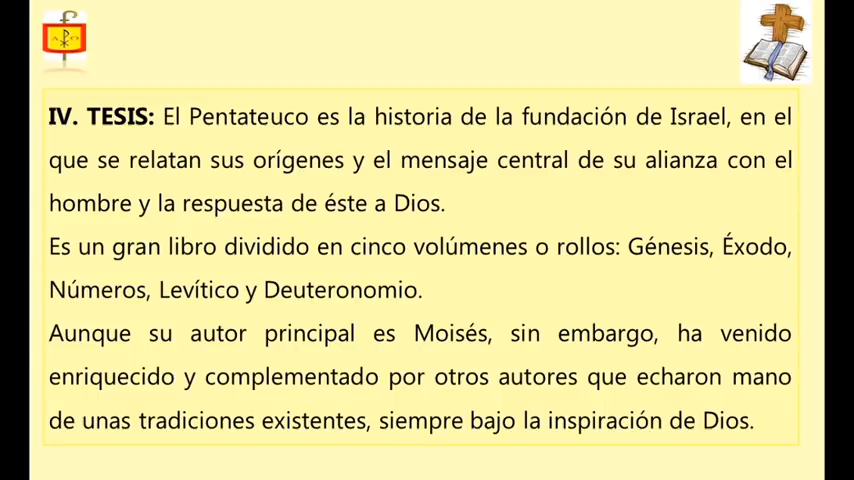 IV. TESIS: El Pentateuco es la historia de la fundación de Israel, en el
que se relatan sus orígenes y el mensaje central de su alianza con el
hombre y la respuesta de éste a Dios.
Es un gran libro dividido en cinco volúmenes o rollos: Génesis, Éxodo,
Números, Levítico y Deuteronomio.
Aunque su autor principal es Moisés, sin embargo, ha venido
enriquecido y complementado por otros autores que echaron mano
de unas tradiciones existentes, siempre bajo la inspiración de Dios.